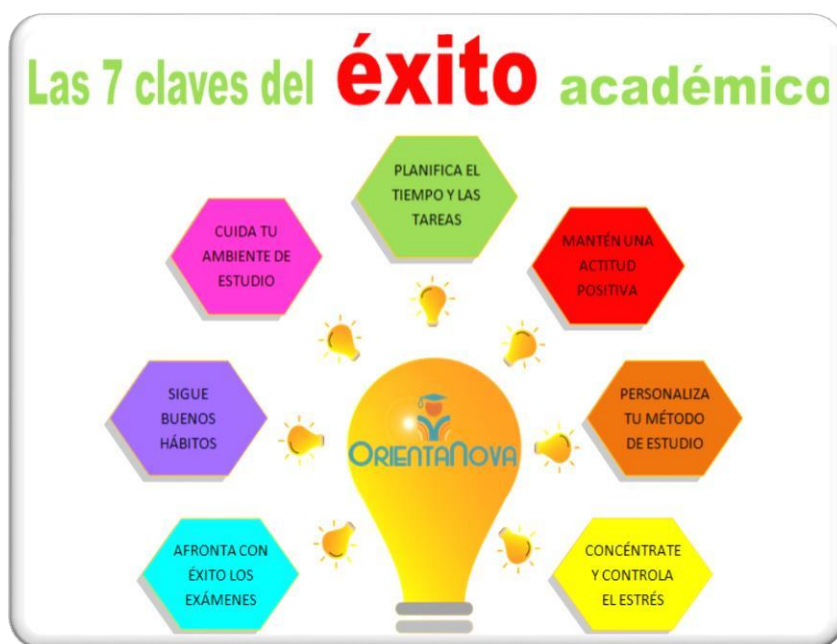 Las 7 claves del éxito académico
PLANIFICA EL
TIEMPO Y LAS
TAREAS
CUIDA TU
AMBIENTE DE
ESTUDIO
MANTÉN UNA
ACTITUD
POSITIVA
SIGUE
BUENOS
HÁBITOS
ORIENTANOVA
PERSONALIZA
TU MÉTODO
DE ESTUDIO
AFRONTA CON
ÉXITO LOS
EXÁMENES
CONCÉNTRATE
Y CONTROLA
EL ESTRÉS